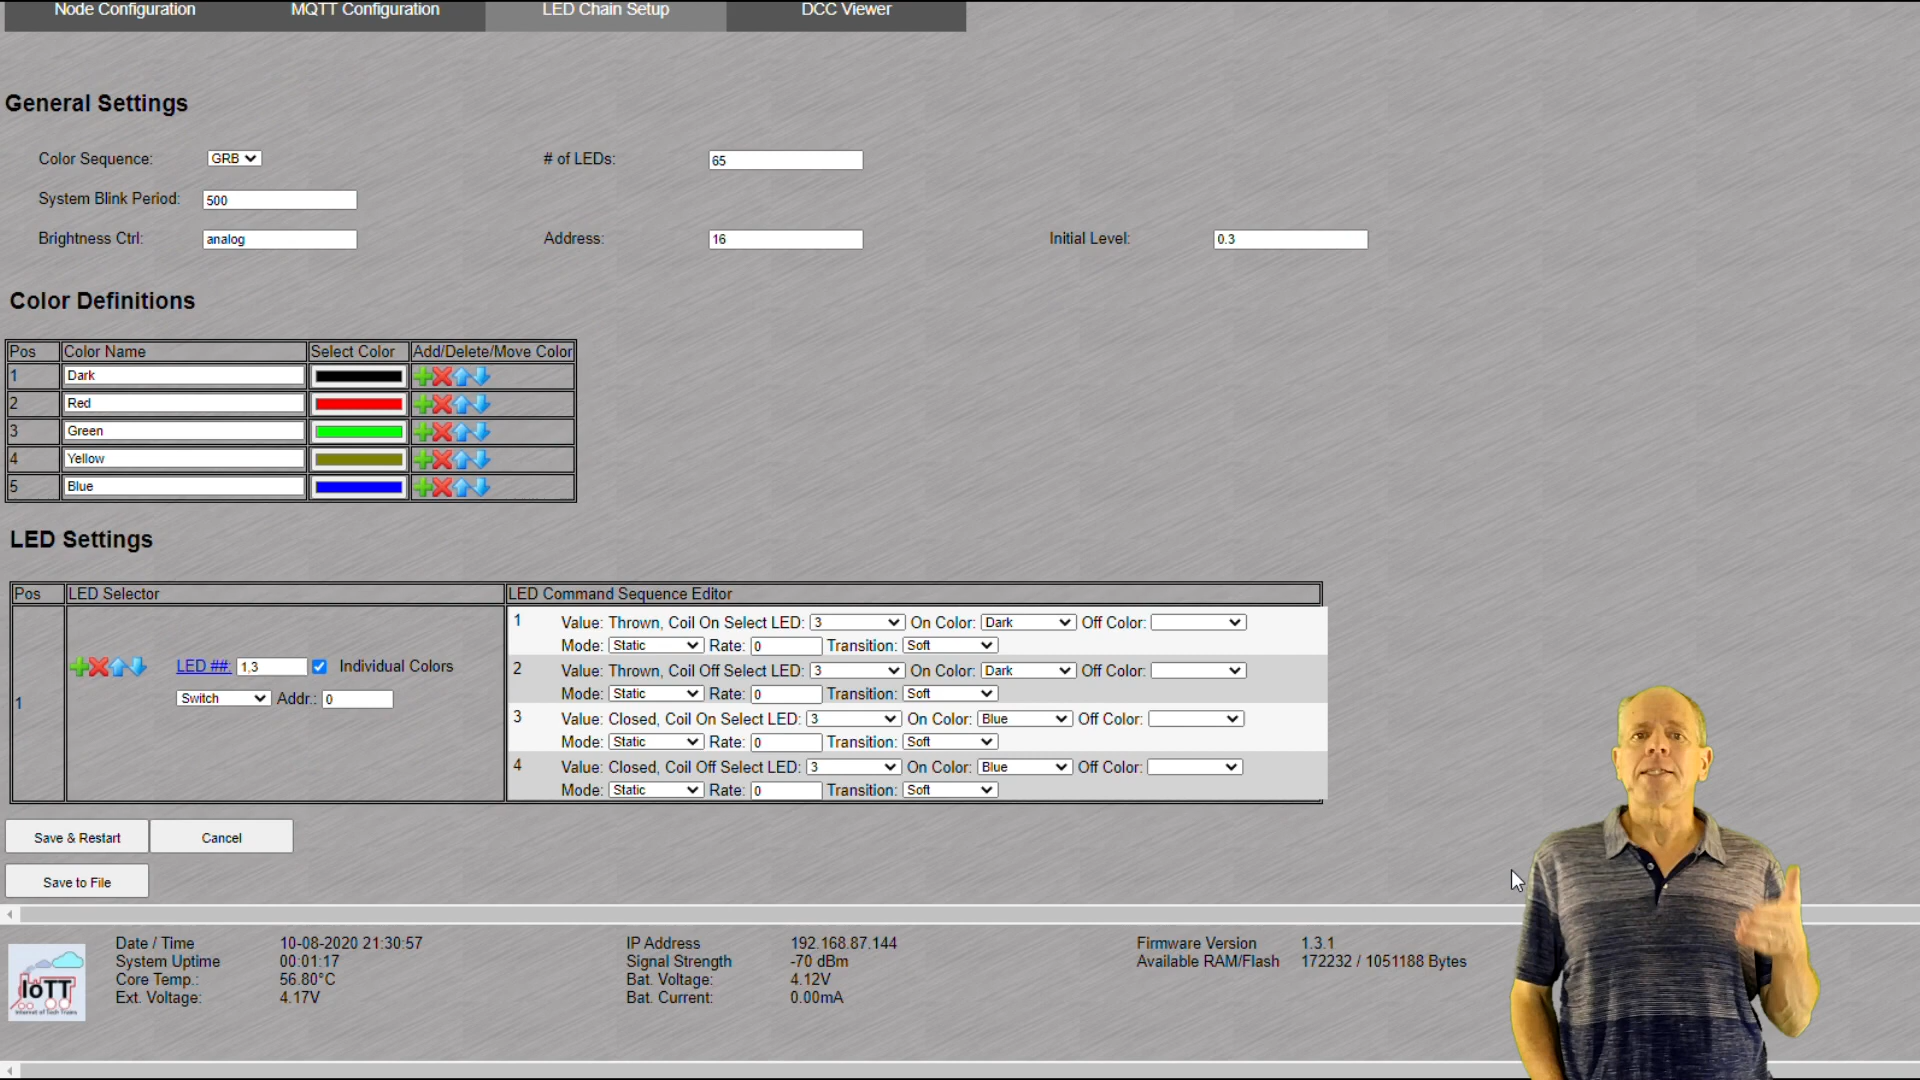 Node Configuration MQTT Configuration LED Chain Setup DCC Viewer
General Settings
Color Sequence: GRB # of LEDs: 65
System Blink Period: 500
Brightness Ctrl: analog Address: 16 Initial Level: 0.3
Color Definitions
Pos Color Name Select Color Add/Delete/Move Color
1 Dark
2 Red
3 Green
4 Yellow
5 Blue
LED Settings
Pos LED Selector LED Command Sequence Editor
1 LED ##: 1,3 Individual Colors
Switch Addr.: 0
1 Value: Thrown, Coil On Select LED: 3 On Color: Dark Off Color:
Mode: Static Rate: 0 Transition: Soft
2 Value: Thrown, Coil Off Select LED: 3 On Color: Dark Off Color:
Mode: Static Rate: 0 Transition: Soft
3 Value: Closed, Coil On Select LED: 3 On Color: Blue Off Color:
Mode: Static Rate: 0 Transition: Soft
4 Value: Closed, Coil Off Select LED: 3 On Color: Blue Off Color:
Mode: Static Rate: 0 Transition: Soft
Save & Restart Cancel
Save to File
IoTT
Internet of Tech Trains
Date / Time 10-08-2020 21:30:57 IP Address 192.168.87.144 Firmware Version 1.3.1
System Uptime 00:01:17 Signal Strength -70 dBm Available RAM/Flash 172232 / 1051188 Bytes
Core Temp.: 56.80°C Bat. Voltage: 4.12V
Ext. Voltage: 4.17V Bat. Current: 0.00mA